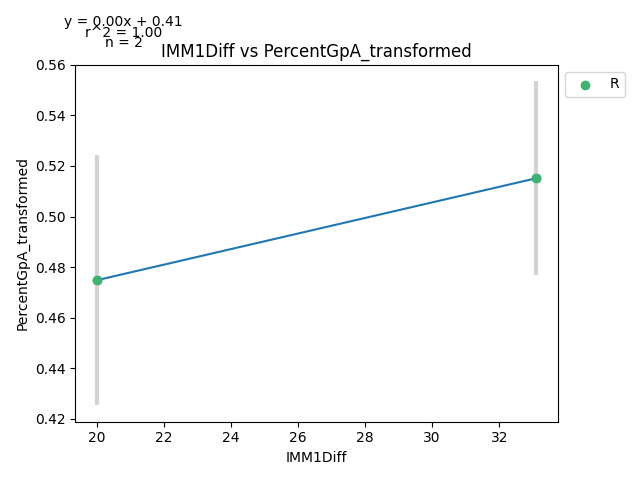 y = 0.00x + 0.41
r^2 = 1.00
n = 2
IMM1Diff vs PercentGpA_transformed
R
0.56
0.54
0.52
0.50
0.48
0.46
0.44
0.42
PercentGpA_transformed
20 22 24 26 28 30 32
IMM1Diff